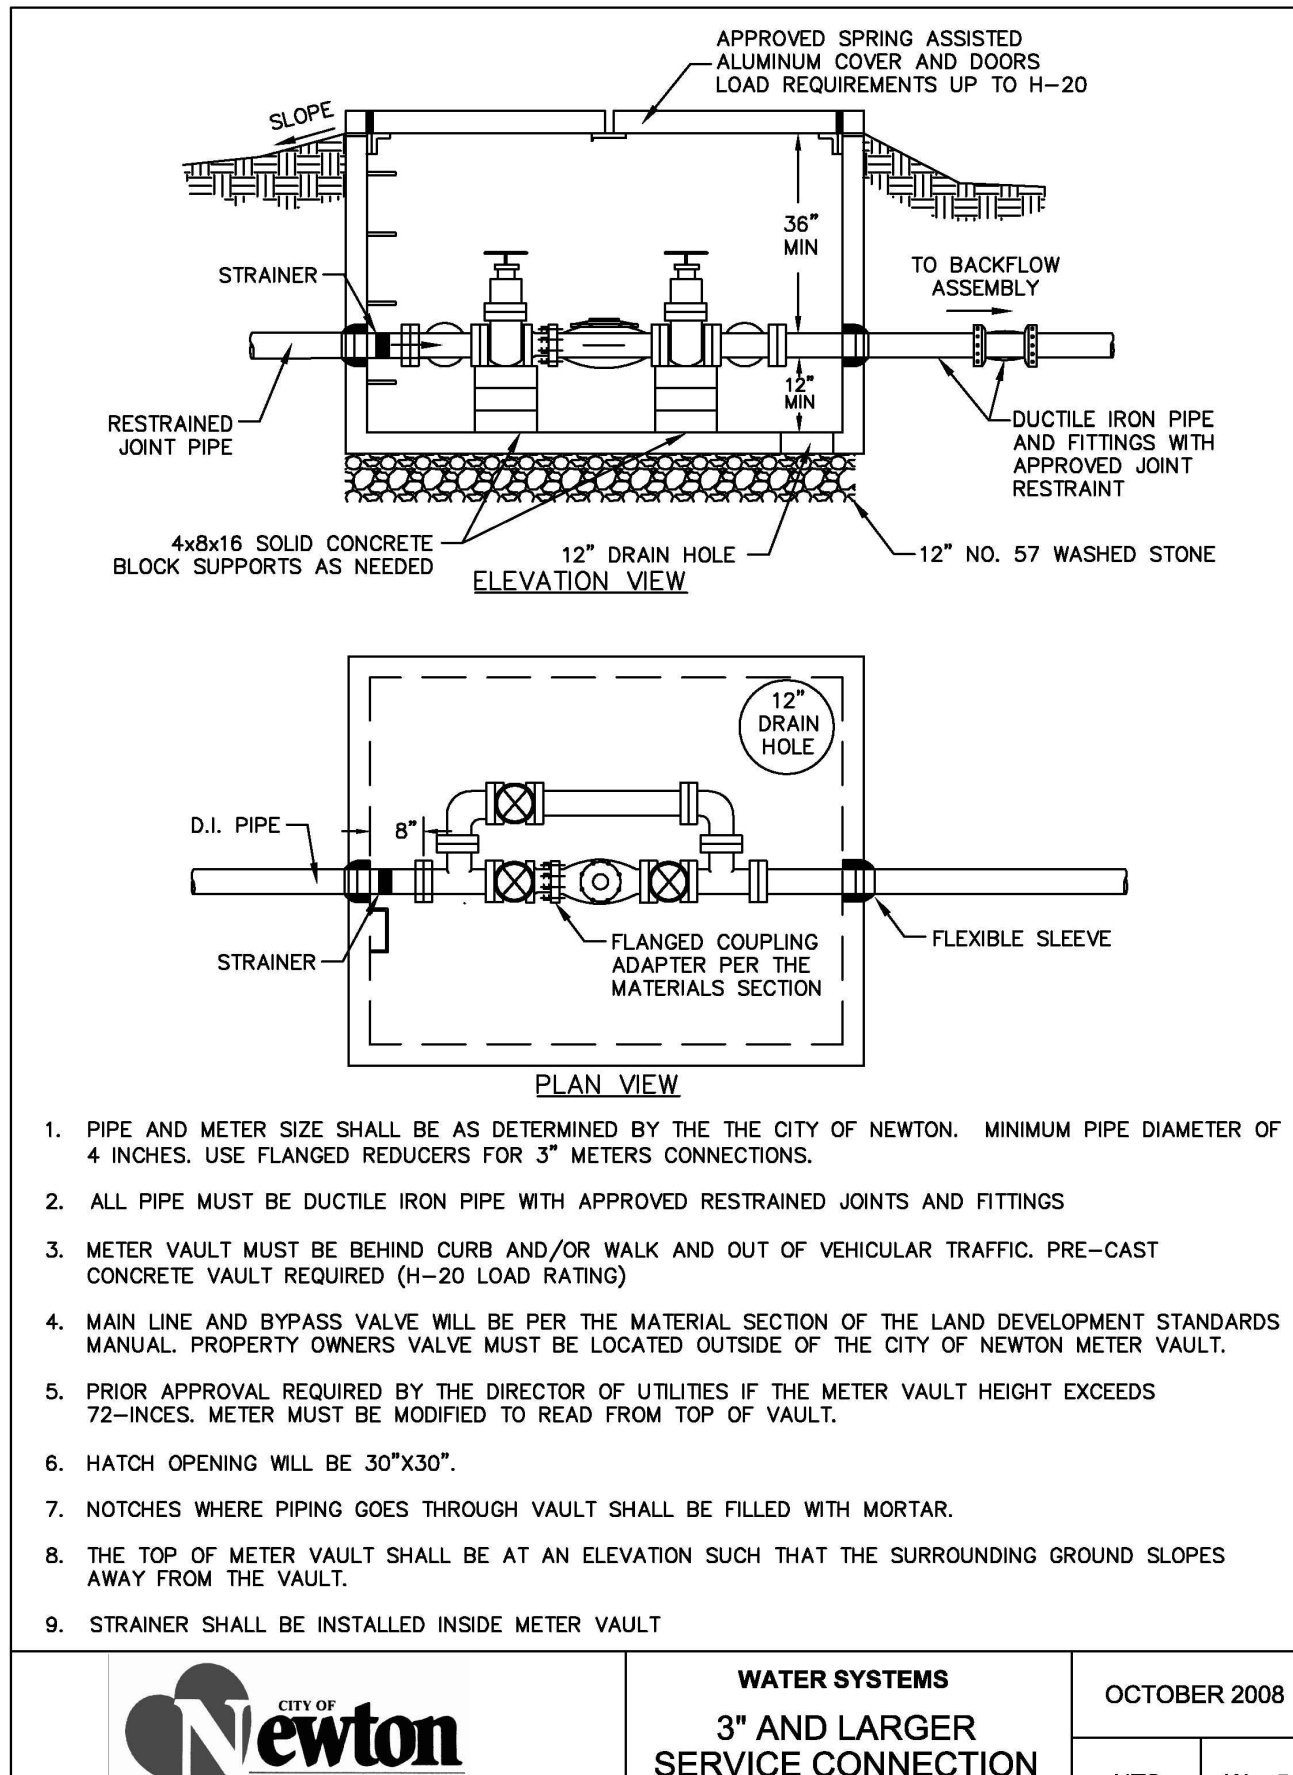 APPROVED SPRING ASSISTED
ALUMINUM COVER AND DOORS
LOAD REQUIREMENTS UP TO H-20
SLOPE
36"
MIN
STRAINER
TO BACKFLOW
ASSEMBLY
12"
MIN
RESTRAINED
JOINT PIPE
DUCTILE IRON PIPE
AND FITTINGS WITH
APPROVED JOINT
RESTRAINT
4x8x16 SOLID CONCRETE
BLOCK SUPPORTS AS NEEDED
12" DRAIN HOLE
12" NO. 57 WASHED STONE
ELEVATION VIEW
12"
DRAIN
HOLE
D.I. PIPE
8"
STRAINER
FLANGED COUPLING
ADAPTER PER THE
MATERIALS SECTION
FLEXIBLE SLEEVE
PLAN VIEW
1. PIPE AND METER SIZE SHALL BE AS DETERMINED BY THE THE CITY OF NEWTON. MINIMUM PIPE DIAMETER OF
4 INCHES. USE FLANGED REDUCERS FOR 3" METERS CONNECTIONS.
2. ALL PIPE MUST BE DUCTILE IRON PIPE WITH APPROVED RESTRAINED JOINTS AND FITTINGS
3. METER VAULT MUST BE BEHIND CURB AND/OR WALK AND OUT OF VEHICULAR TRAFFIC. PRE-CAST
CONCRETE VAULT REQUIRED (H-20 LOAD RATING)
4. MAIN LINE AND BYPASS VALVE WILL BE PER THE MATERIAL SECTION OF THE LAND DEVELOPMENT STANDARDS
MANUAL. PROPERTY OWNERS VALVE MUST BE LOCATED OUTSIDE OF THE CITY OF NEWTON METER VAULT.
5. PRIOR APPROVAL REQUIRED BY THE DIRECTOR OF UTILITIES IF THE METER VAULT HEIGHT EXCEEDS
72-INCES. METER MUST BE MODIFIED TO READ FROM TOP OF VAULT.
6. HATCH OPENING WILL BE 30"X30".
7. NOTCHES WHERE PIPING GOES THROUGH VAULT SHALL BE FILLED WITH MORTAR.
8. THE TOP OF METER VAULT SHALL BE AT AN ELEVATION SUCH THAT THE SURROUNDING GROUND SLOPES
AWAY FROM THE VAULT.
9. STRAINER SHALL BE INSTALLED INSIDE METER VAULT
CITY OF
Newton
WATER SYSTEMS
3" AND LARGER
SERVICE CONNECTION
OCTOBER 2008